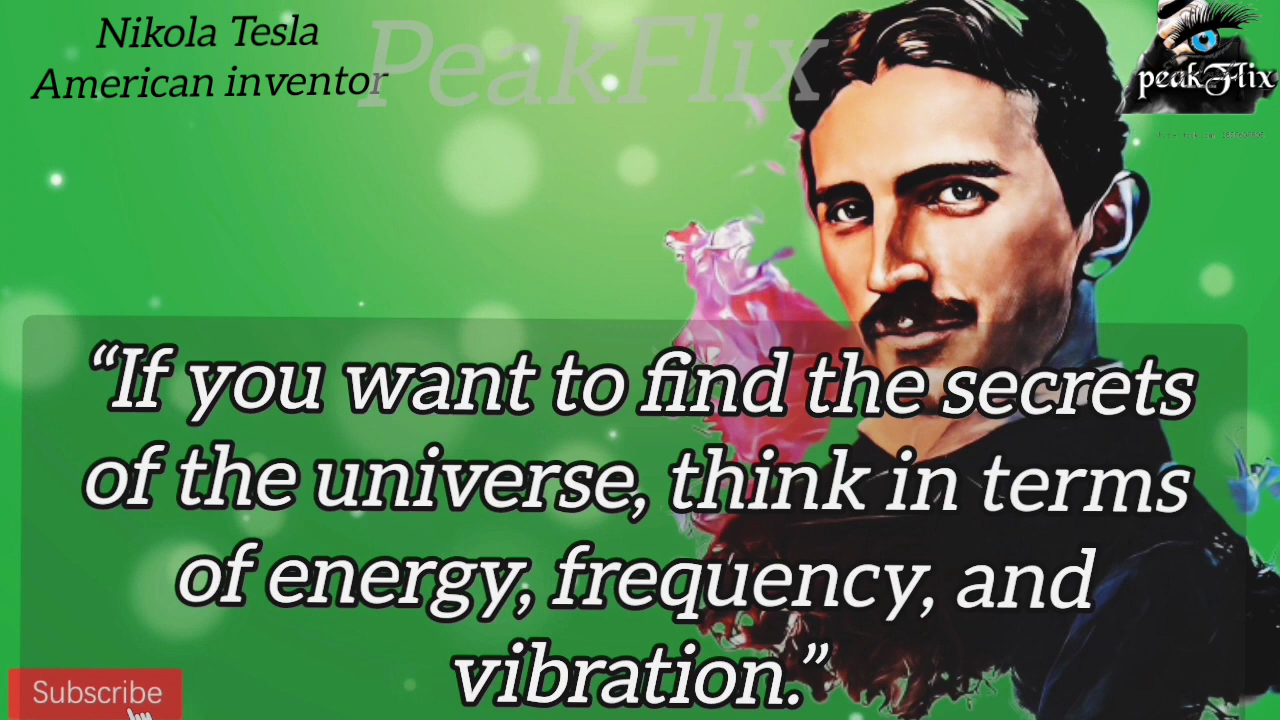 Nikola Tesla
American inventor
PeakFlix
peakFlix
“If you want to find the secrets
of the universe, think in terms
of energy, frequency, and
vibration.”
Subscribe